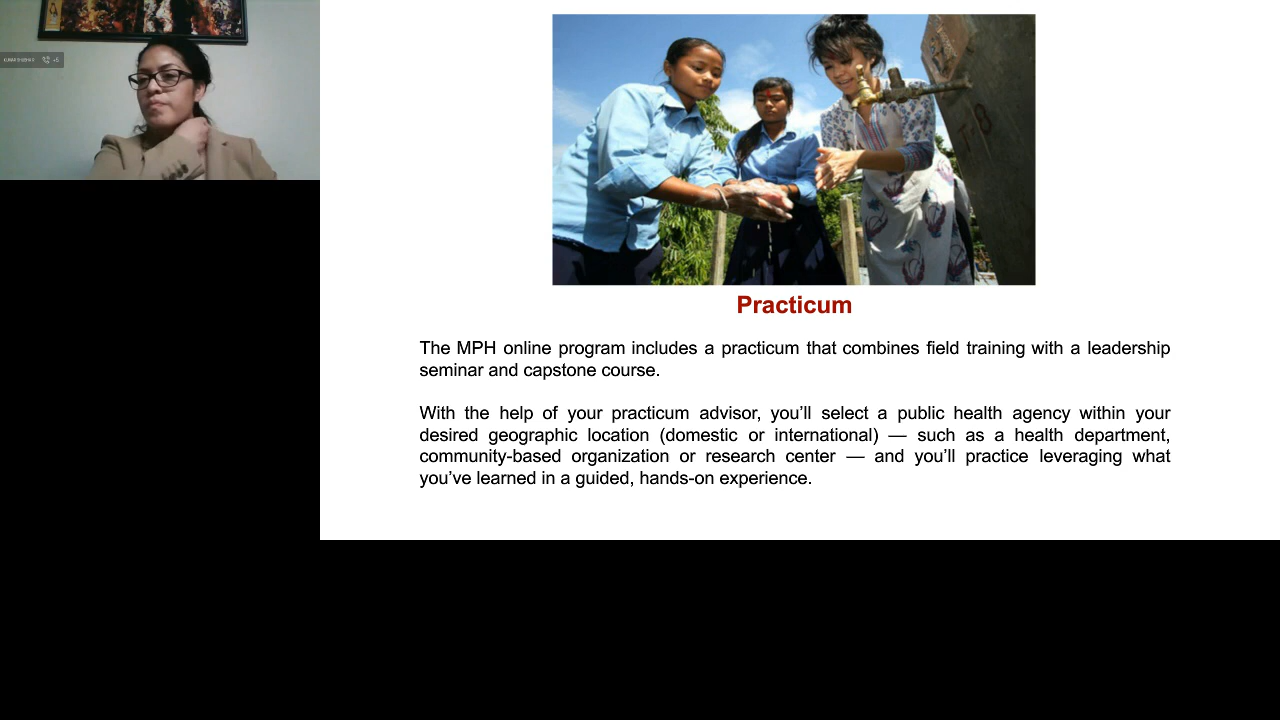 Practicum
The MPH online program includes a practicum that combines field training with a leadership
seminar and capstone course.
With the help of your practicum advisor, you’ll select a public health agency within your
desired geographic location (domestic or international) — such as a health department,
community-based organization or research center — and you’ll practice leveraging what
you’ve learned in a guided, hands-on experience.